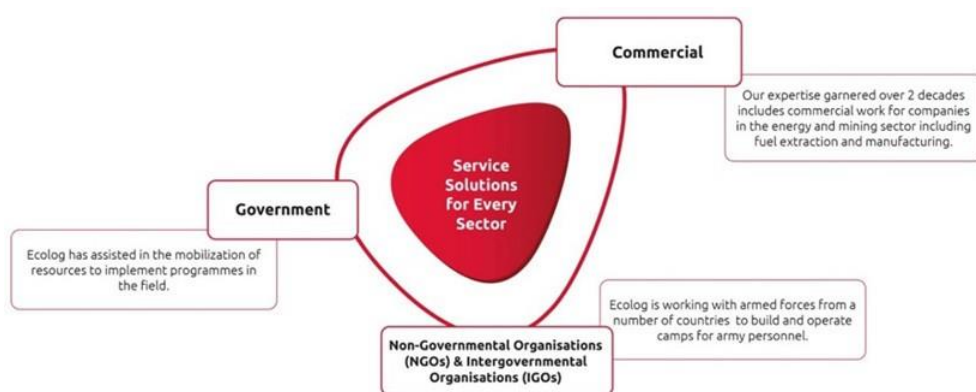 Commercial
Our expertise garnered over 2 decades
includes commercial work for companies
in the energy and mining sector including
fuel extraction and manufacturing.
Service
Solutions
for Every
Sector
Government
Ecolog has assisted in the mobilization of
resources to implement programmes in
the field.
Non-Governmental Organisations
(NGOs) & Intergovernmental
Organisations (IGOs)
Ecolog is working with armed forces from a
number of countries to build and operate
camps for army personnel.